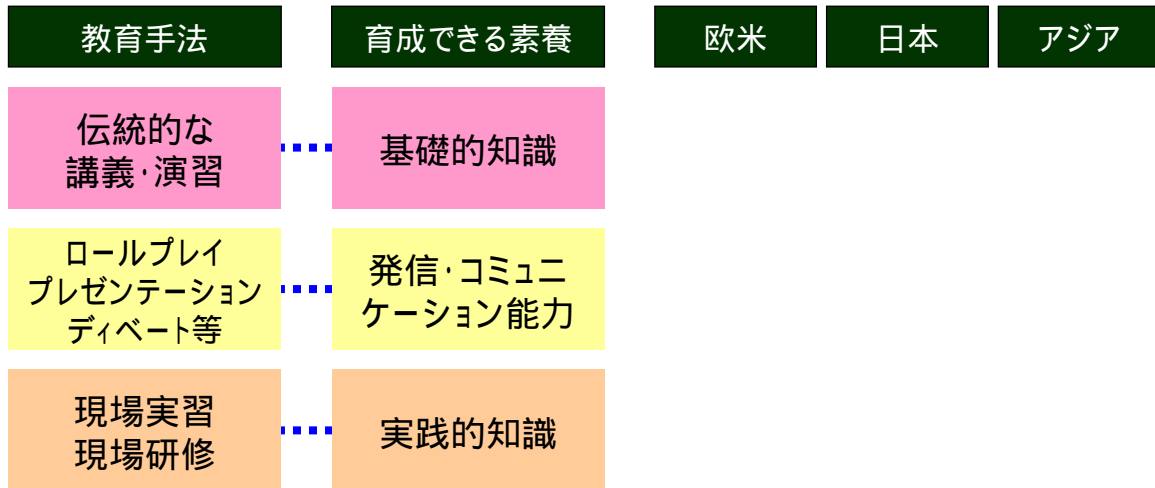 教育手法
育成できる素養
欧米
日本
アジア
伝統的な
講義・演習
基礎的知識
ロールプレイ
プレゼンテーション
ディベート等
発信・コミュニ
ケーション能力
現場実習
現場研修
実践的知識